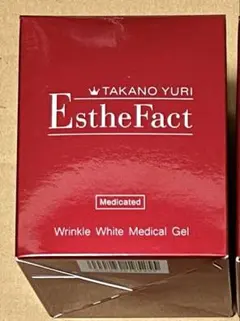 TAKANO YURI
EstheFact
Medicated
Wrinkle White Medical Gel